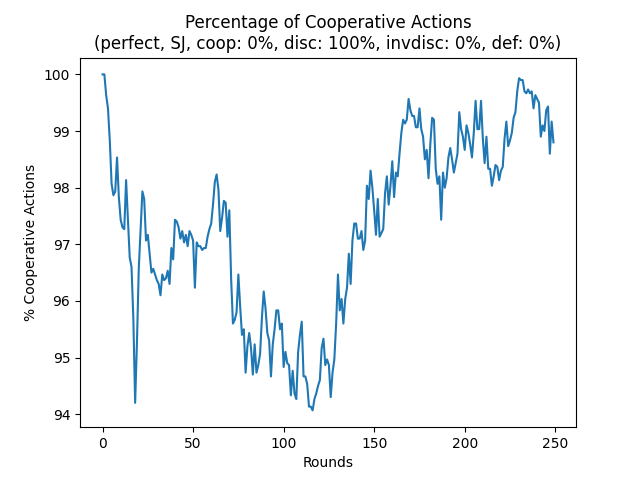 Percentage of Cooperative Actions
(perfect, SJ, coop: 0%, disc: 100%, invdisc: 0%, def: 0%)
100
99
98
97
96
95
94
% Cooperative Actions
0 50 100 150 200 250
Rounds